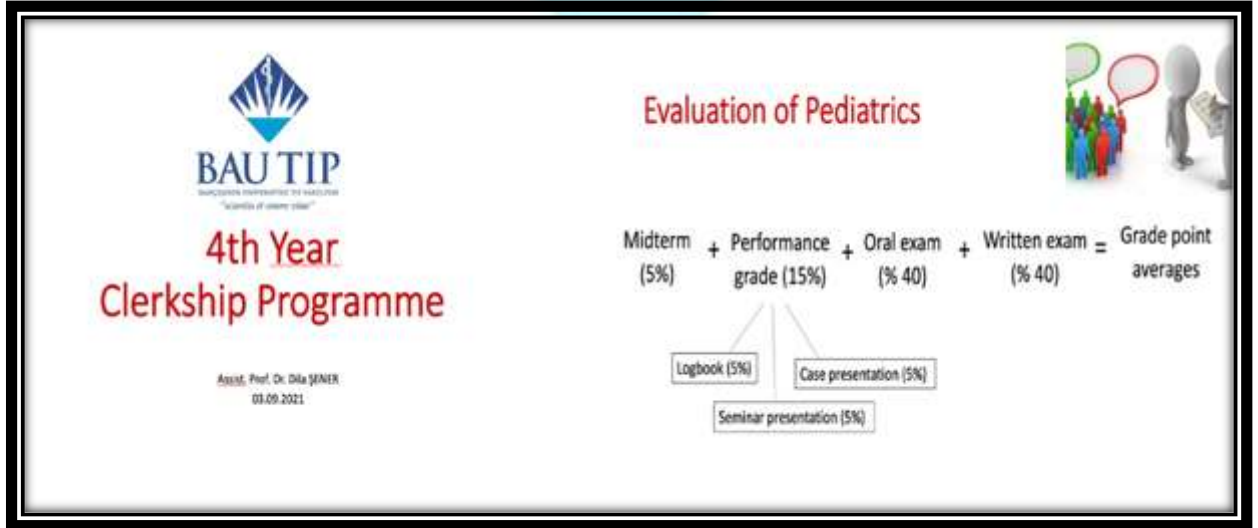 BAU TIP
4th Year
Clerkship Programme
Assist. Prof. Dr. Dila ŞENER
03.09.2021
Evaluation of Pediatrics
Midterm (5%) + Performance grade (15%) + Oral exam (% 40) + Written exam (% 40) = Grade point averages
Logbook (5%)
Case presentation (5%)
Seminar presentation (5%)